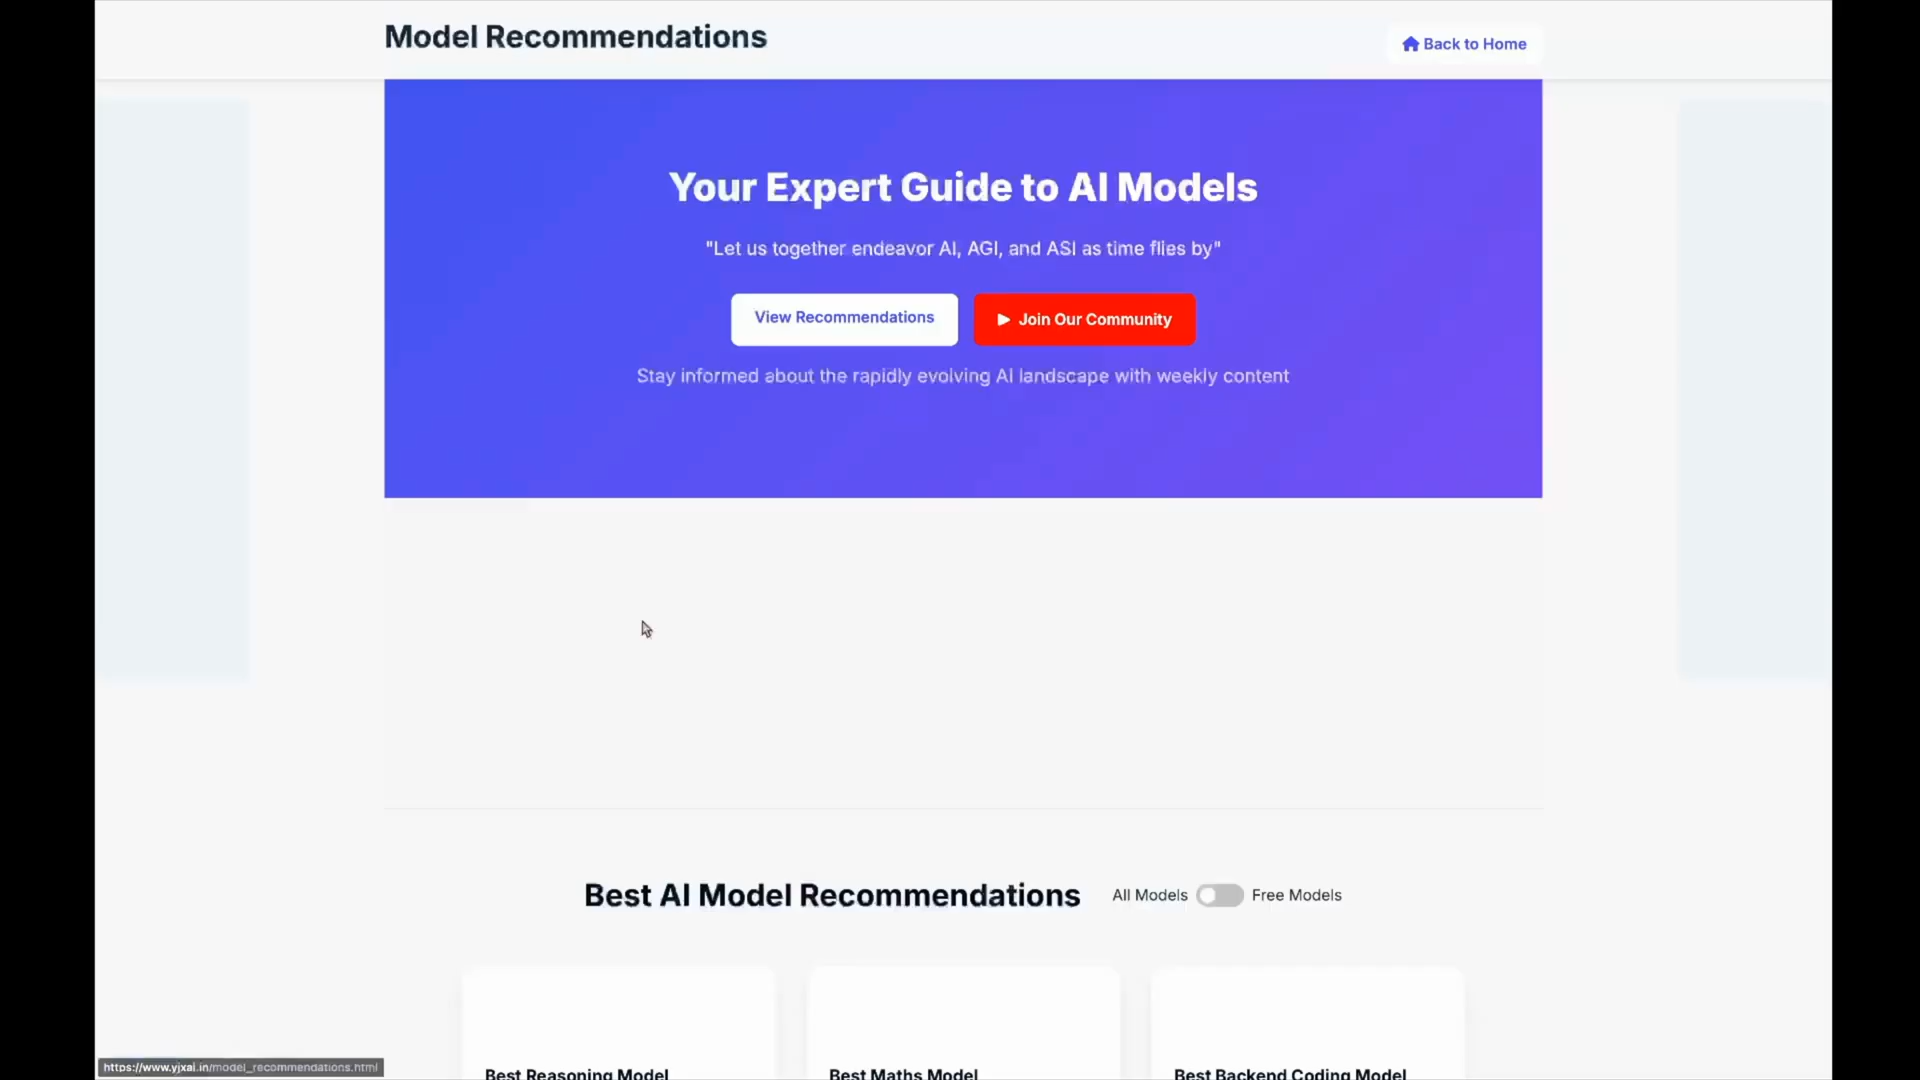 Model Recommendations
Back to Home
Your Expert Guide to AI Models
"Let us together endeavor AI, AGI, and ASI as time flies by"
View Recommendations
Join Our Community
Stay informed about the rapidly evolving AI landscape with weekly content
Best AI Model Recommendations
All Models
Free Models
Best Reasoning Model
Best Maths Model
Best Backend Coding Model
https://www.yjxai.in/model_recommendations.html